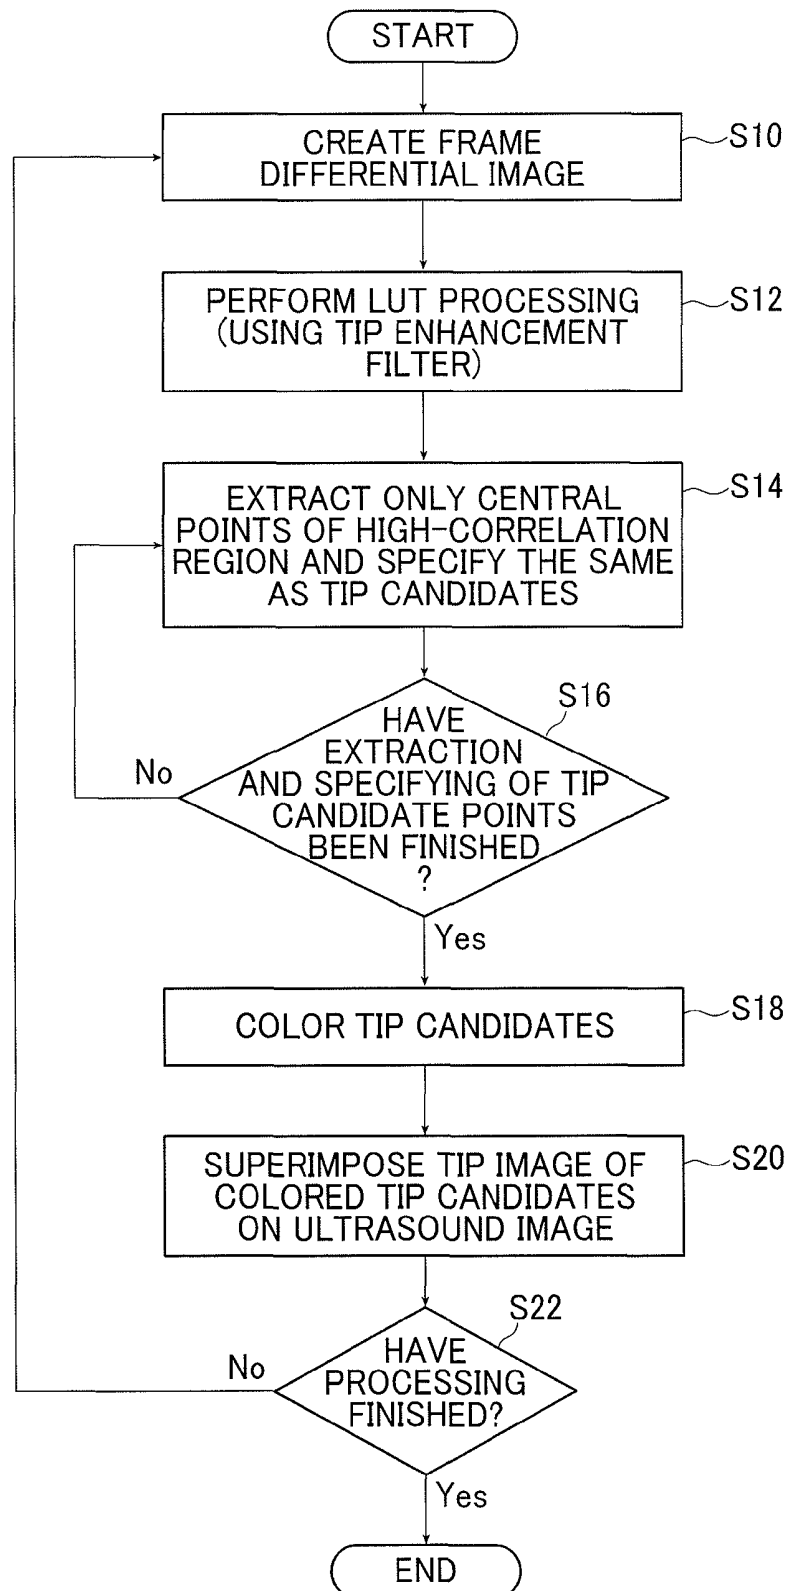 START
CREATE FRAME
DIFFERENTIAL IMAGE
S10
PERFORM LUT PROCESSING
(USING TIP ENHANCEMENT
FILTER)
S12
EXTRACT ONLY CENTRAL
POINTS OF HIGH-CORRELATION
REGION AND SPECIFY THE SAME
AS TIP CANDIDATES
S14
HAVE
EXTRACTION
AND SPECIFYING OF TIP
CANDIDATE POINTS
BEEN FINISHED
?
S16
No
Yes
COLOR TIP CANDIDATES
S18
SUPERIMPOSE TIP IMAGE OF
COLORED TIP CANDIDATES
ON ULTRASOUND IMAGE
S20
HAVE
PROCESSING
FINISHED?
S22
No
Yes
END